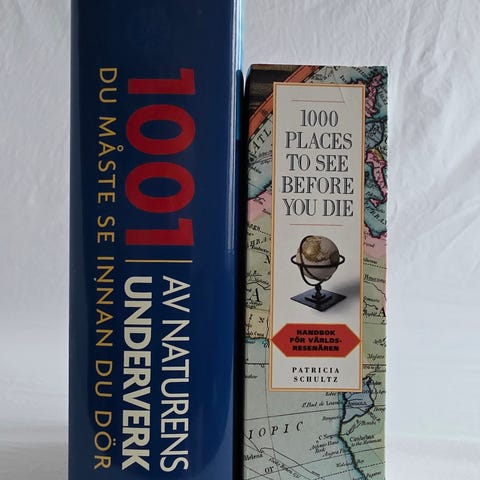 1001
AV NATURENS
UNDERVERK
DU MÅSTE SE INNAN DU DÖR
1000
PLACES
TO SEE
BEFORE
YOU DIE
HANDBOK
FÖR VÄRLDS-
RESENÄREN
PATRICIA
SCHULTZ